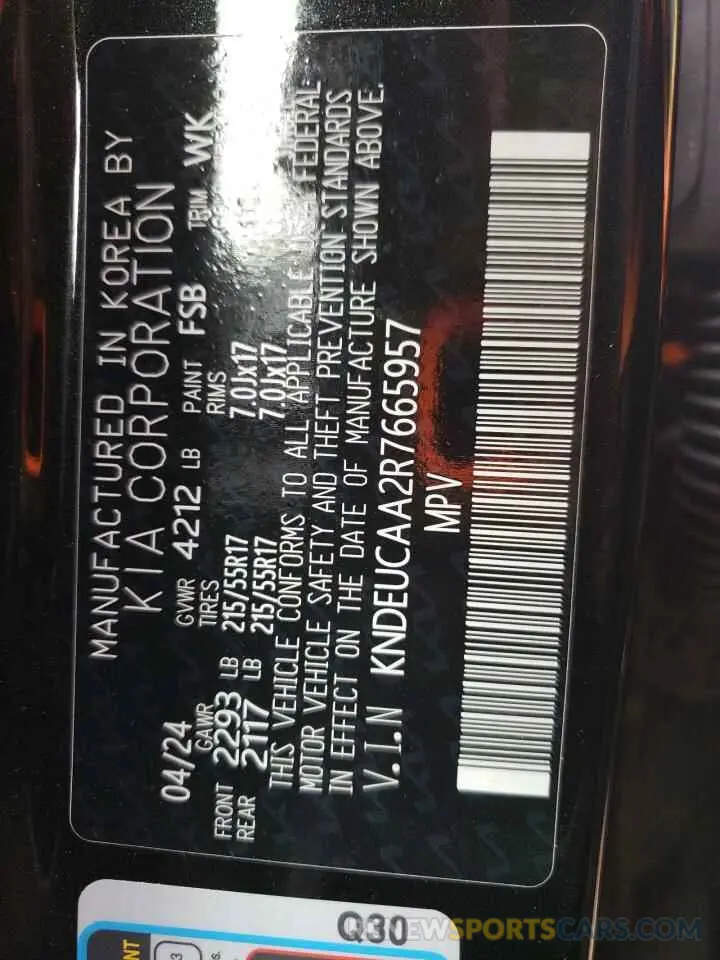 MANUFACTURED IN KOREA BY
KIA CORPORATION
04/24 GVWR 4212 LB PAINT FSB TRIM WK
GAWR TIRES RIMS
FRONT 2293 LB 215/55R17 7.0Jx17
REAR 2117 LB 215/55R17 7.0Jx17
THIS VEHICLE CONFORMS TO ALL APPLICABLE FEDERAL
MOTOR VEHICLE SAFETY AND THEFT PREVENTION STANDARDS
IN EFFECT ON THE DATE OF MANUFACTURE SHOWN ABOVE.
V.I.N KNDEUCAA2R7665957
MPV
Q30
NEWSPORTSCARS.COM